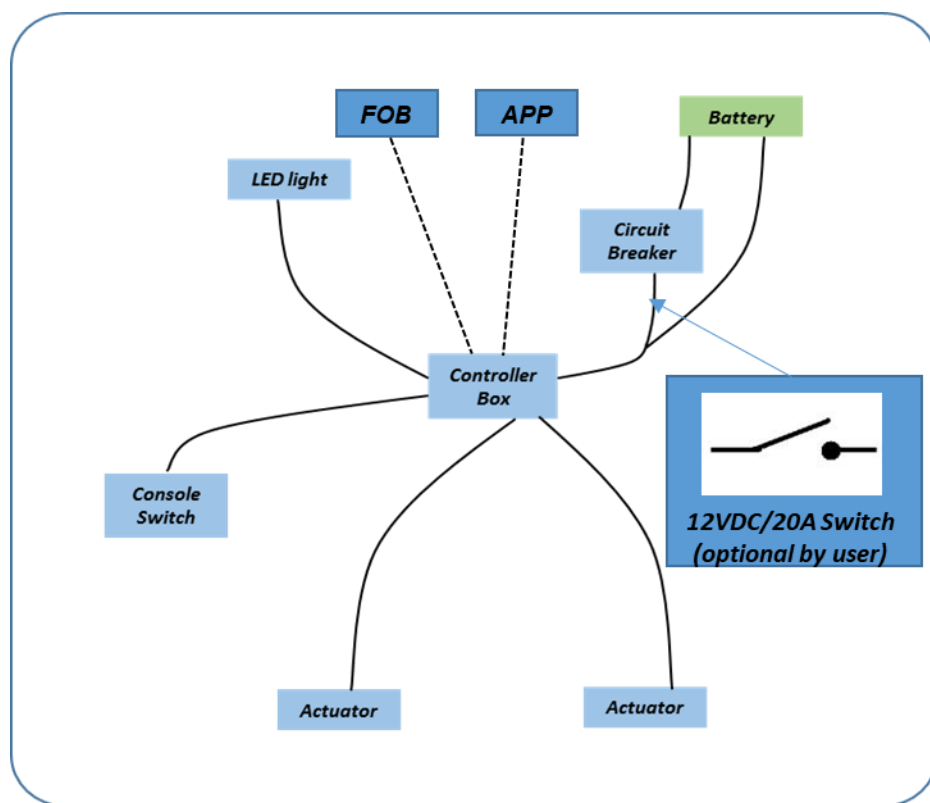 FOB
APP
Battery
LED light
Circuit
Breaker
Controller
Box
Console
Switch
12VDC/20A Switch
(optional by user)
Actuator
Actuator